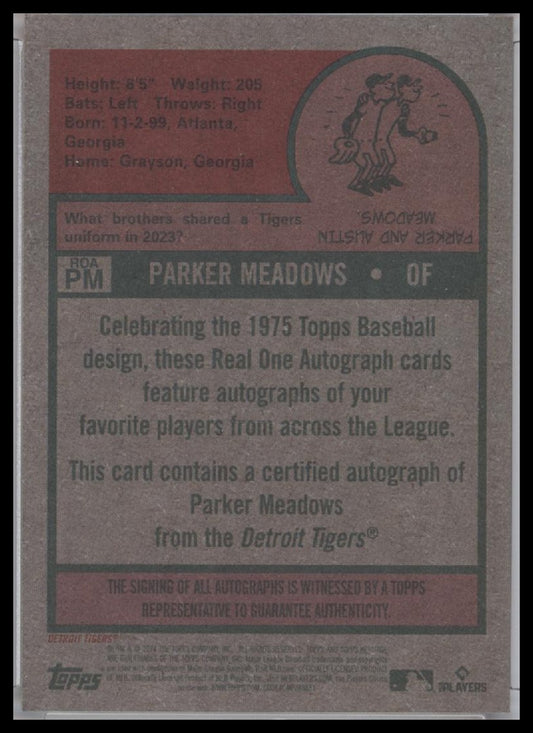 Height: 6'5" Weight: 205
Bats: Left Throws: Right
Born: 11-2-99, Atlanta,
Georgia
Home: Grayson, Georgia
What brothers shared a Tigers
uniform in 2023?
PARKER AND AUSTIN
MEADOWS
ROA
PM
PARKER MEADOWS • OF
Celebrating the 1975 Topps Baseball
design, these Real One Autograph cards
feature autographs of your
favorite players from across the League.
This card contains a certified autograph of
Parker Meadows
from the Detroit Tigers®
THE SIGNING OF ALL AUTOGRAPHS IS WITNESSED BY A TOPPS
REPRESENTATIVE TO GUARANTEE AUTHENTICITY.
DETROIT TIGERS®
topps
PLAYERS